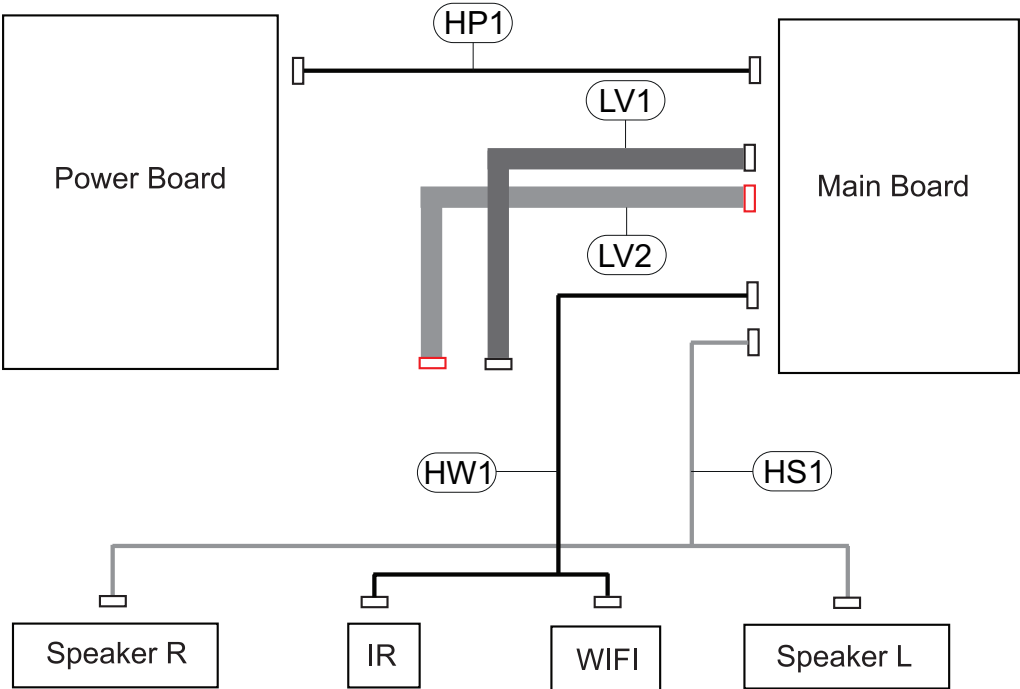 HP1
LV1
Power Board
Main Board
LV2
HW1
HS1
Speaker R
IR
WIFI
Speaker L